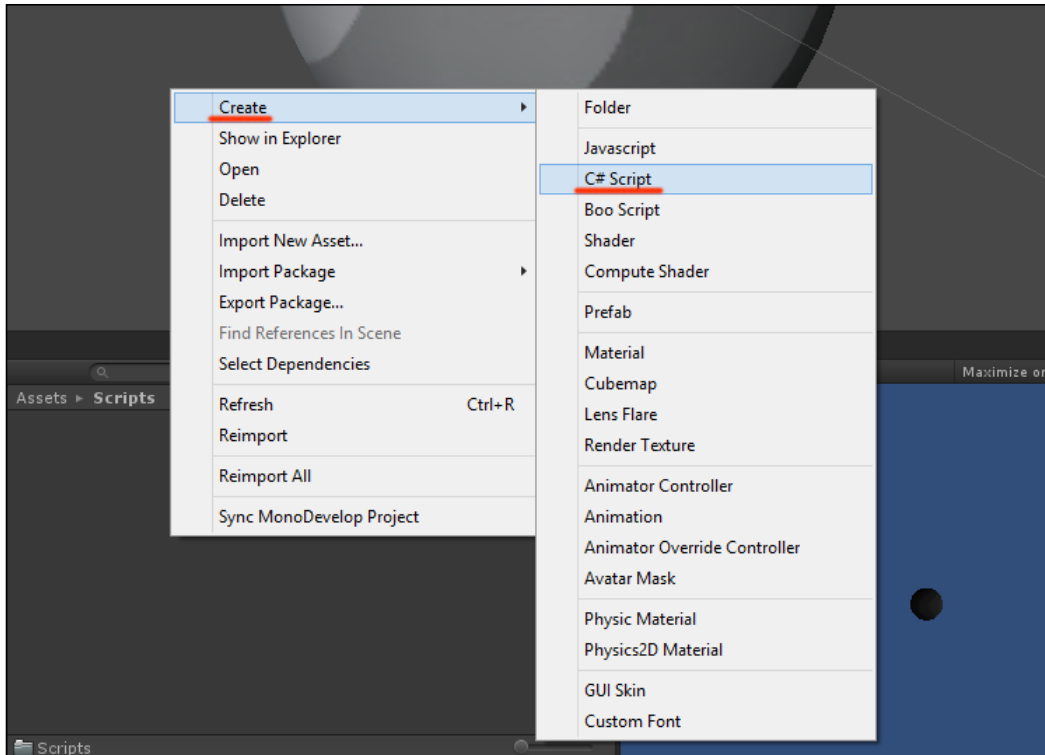 Create
Show in Explorer
Open
Delete
Import New Asset...
Import Package
Export Package...
Find References In Scene
Select Dependencies
Refresh Ctrl+R
Reimport
Reimport All
Sync MonoDevelop Project
Folder
Javascript
C# Script
Boo Script
Shader
Compute Shader
Prefab
Material
Cubemap
Lens Flare
Render Texture
Animator Controller
Animation
Animator Override Controller
Avatar Mask
Physic Material
Physics2D Material
GUI Skin
Custom Font
Maximize or
Assets ▸ Scripts
Scripts